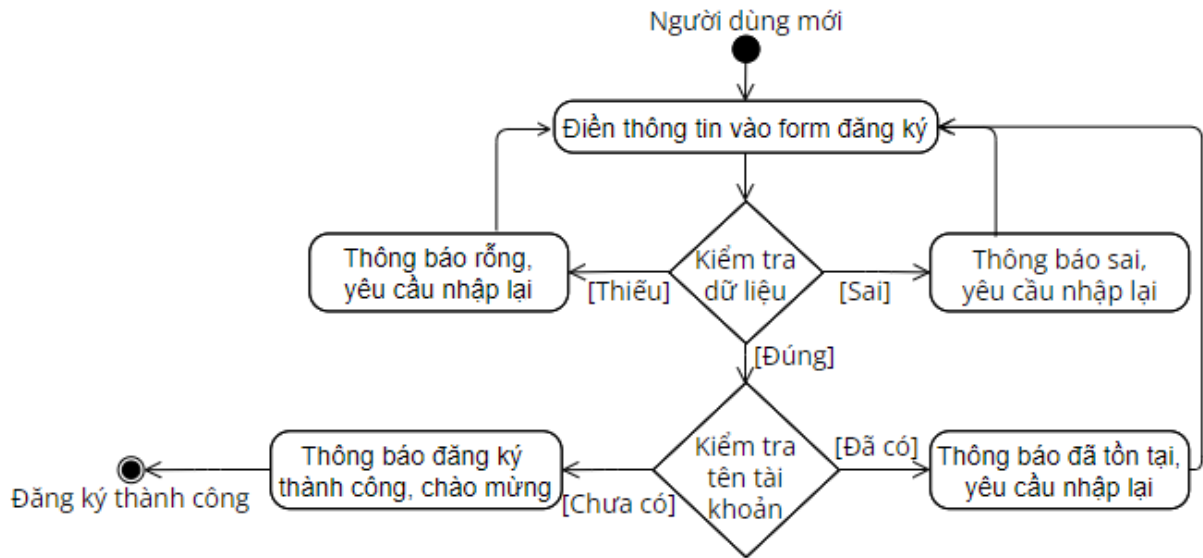 Người dùng mới
Điền thông tin vào form đăng ký
Thông báo rỗng,
yêu cầu nhập lại
[Thiếu]
Kiểm tra
dữ liệu
[Sai]
Thông báo sai,
yêu cầu nhập lại
[Đúng]
Đăng ký thành công
Thông báo đăng ký
thành công, chào mừng
[Chưa có]
Kiểm tra
tên tài
khoản
[Đã có]
Thông báo đã tồn tại,
yêu cầu nhập lại